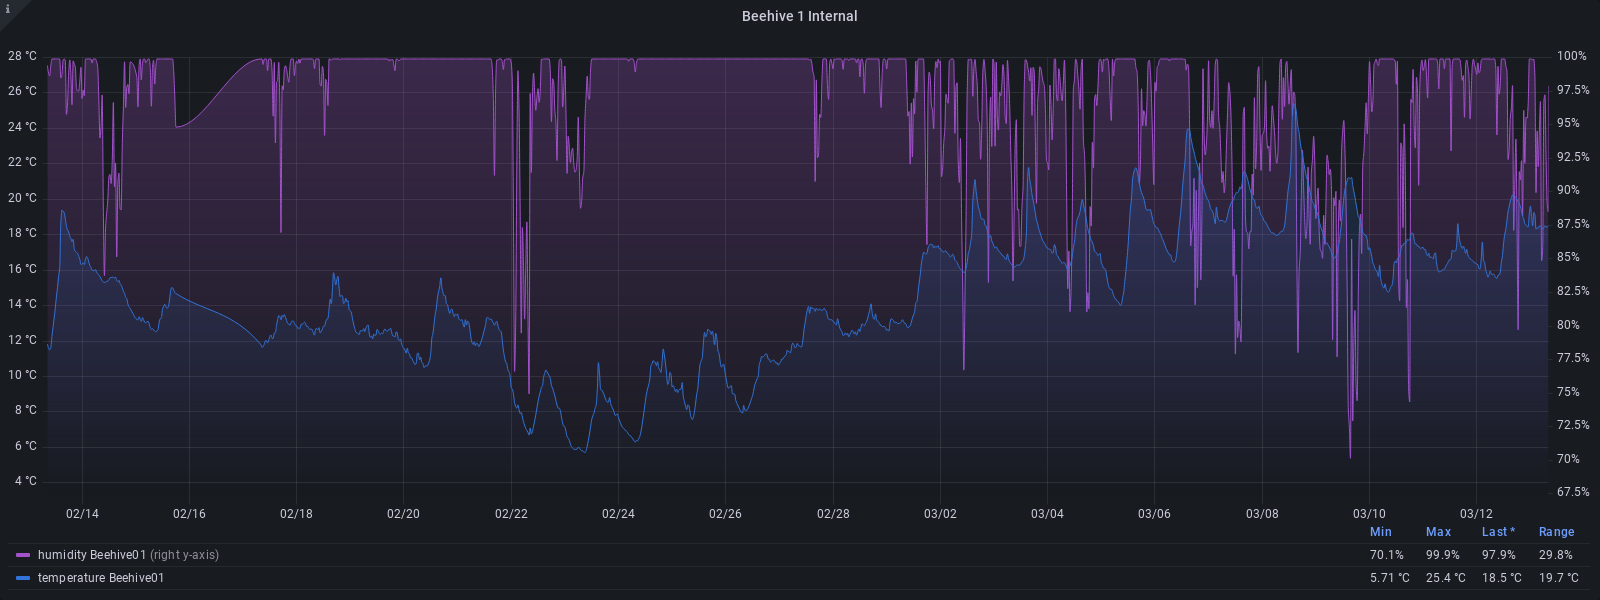 i
Beehive 1 Internal
28 °C
26 °C
24 °C
22 °C
20 °C
18 °C
16 °C
14 °C
12 °C
10 °C
8 °C
6 °C
4 °C
100%
97.5%
95%
92.5%
90%
87.5%
85%
82.5%
80%
77.5%
75%
72.5%
70%
67.5%
02/14 02/16 02/18 02/20 02/22 02/24 02/26 02/28 03/02 03/04 03/06 03/08 03/10 03/12
Min Max Last * Range
humidity Beehive01 (right y-axis) 70.1% 99.9% 97.9% 29.8%
temperature Beehive01 5.71 °C 25.4 °C 18.5 °C 19.7 °C